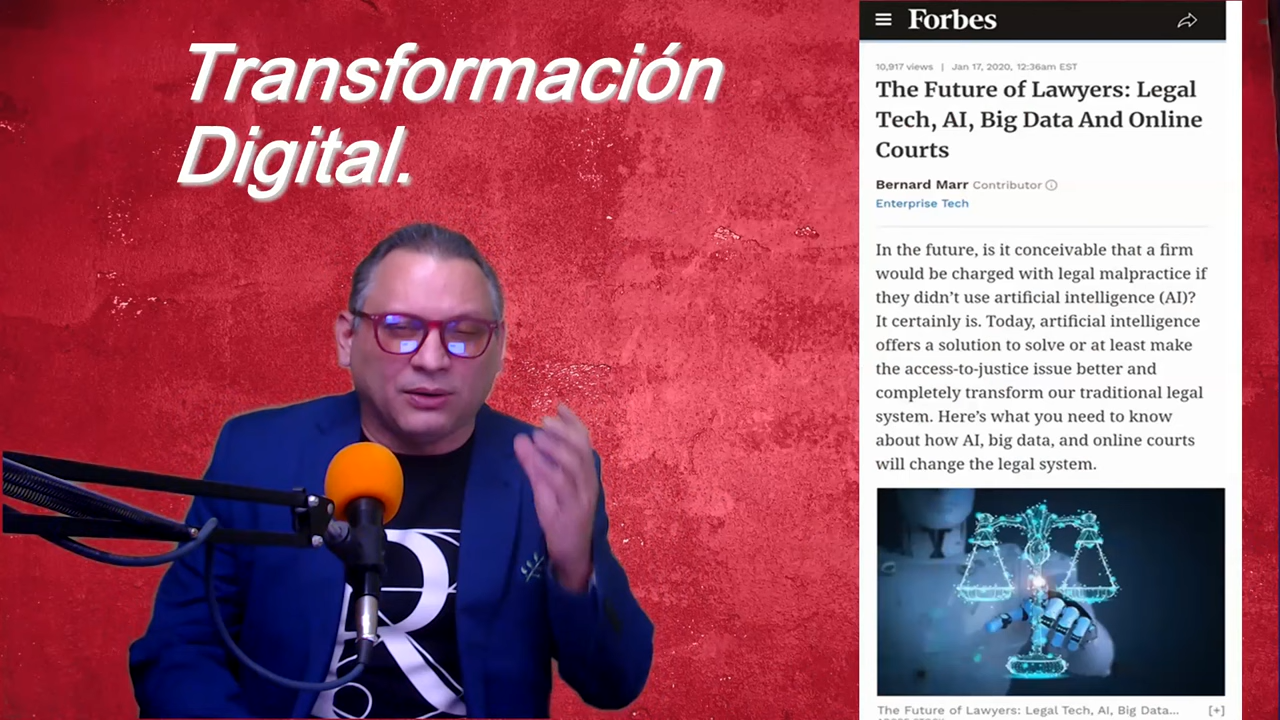 Transformación
Digital.
Forbes
10,917 views | Jan 17, 2020, 12:36am EST
The Future of Lawyers: Legal
Tech, AI, Big Data And Online
Courts
Bernard Marr Contributor
Enterprise Tech
In the future, is it conceivable that a firm
would be charged with legal malpractice if
they didn’t use artificial intelligence (AI)?
It certainly is. Today, artificial intelligence
offers a solution to solve or at least make
the access-to-justice issue better and
completely transform our traditional legal
system. Here’s what you need to know
about how AI, big data, and online courts
will change the legal system.
The Future of Lawyers: Legal Tech, AI, Big Data... [+]
R